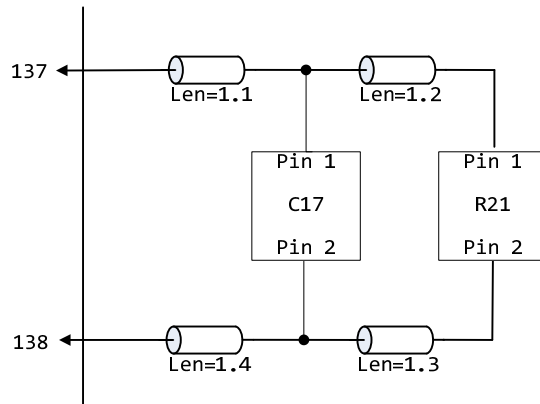 137
Len=1.1
Len=1.2
Pin 1
Pin 1
C17
R21
Pin 2
Pin 2
138
Len=1.4
Len=1.3